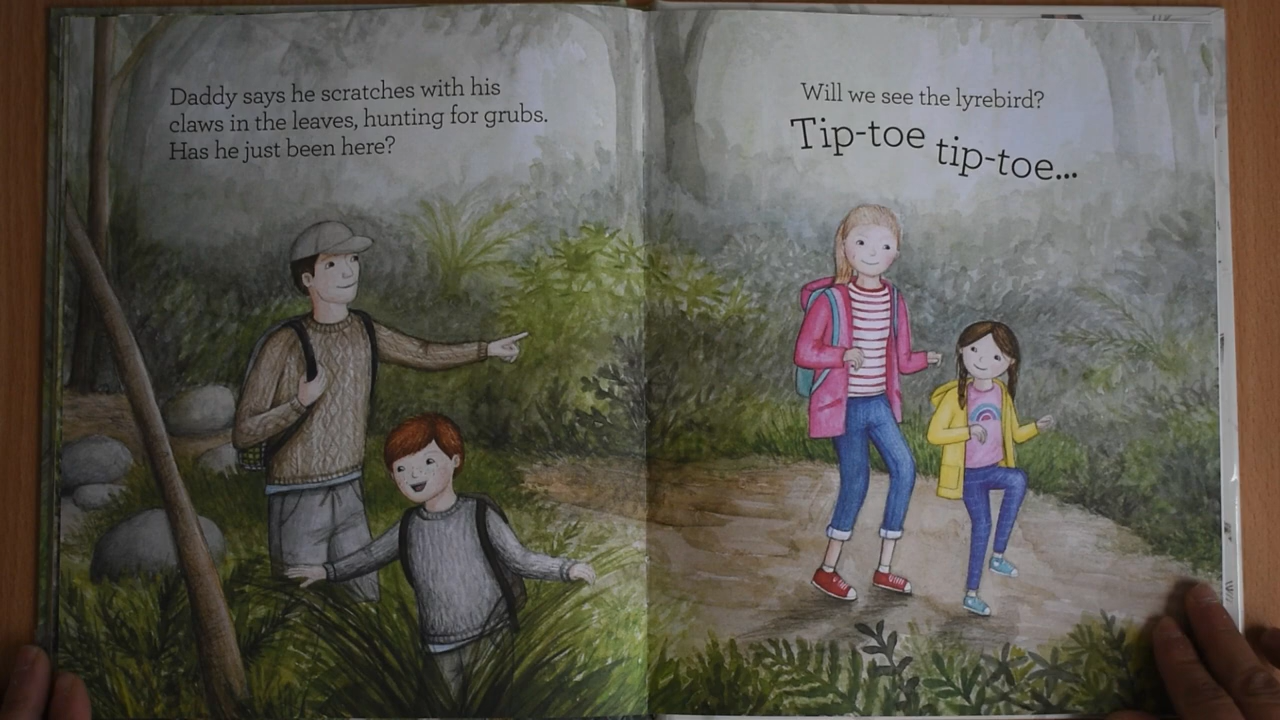 Daddy says he scratches with his
claws in the leaves, hunting for grubs.
Has he just been here?
Will we see the lyrebird?
Tip-toe tip-toe...